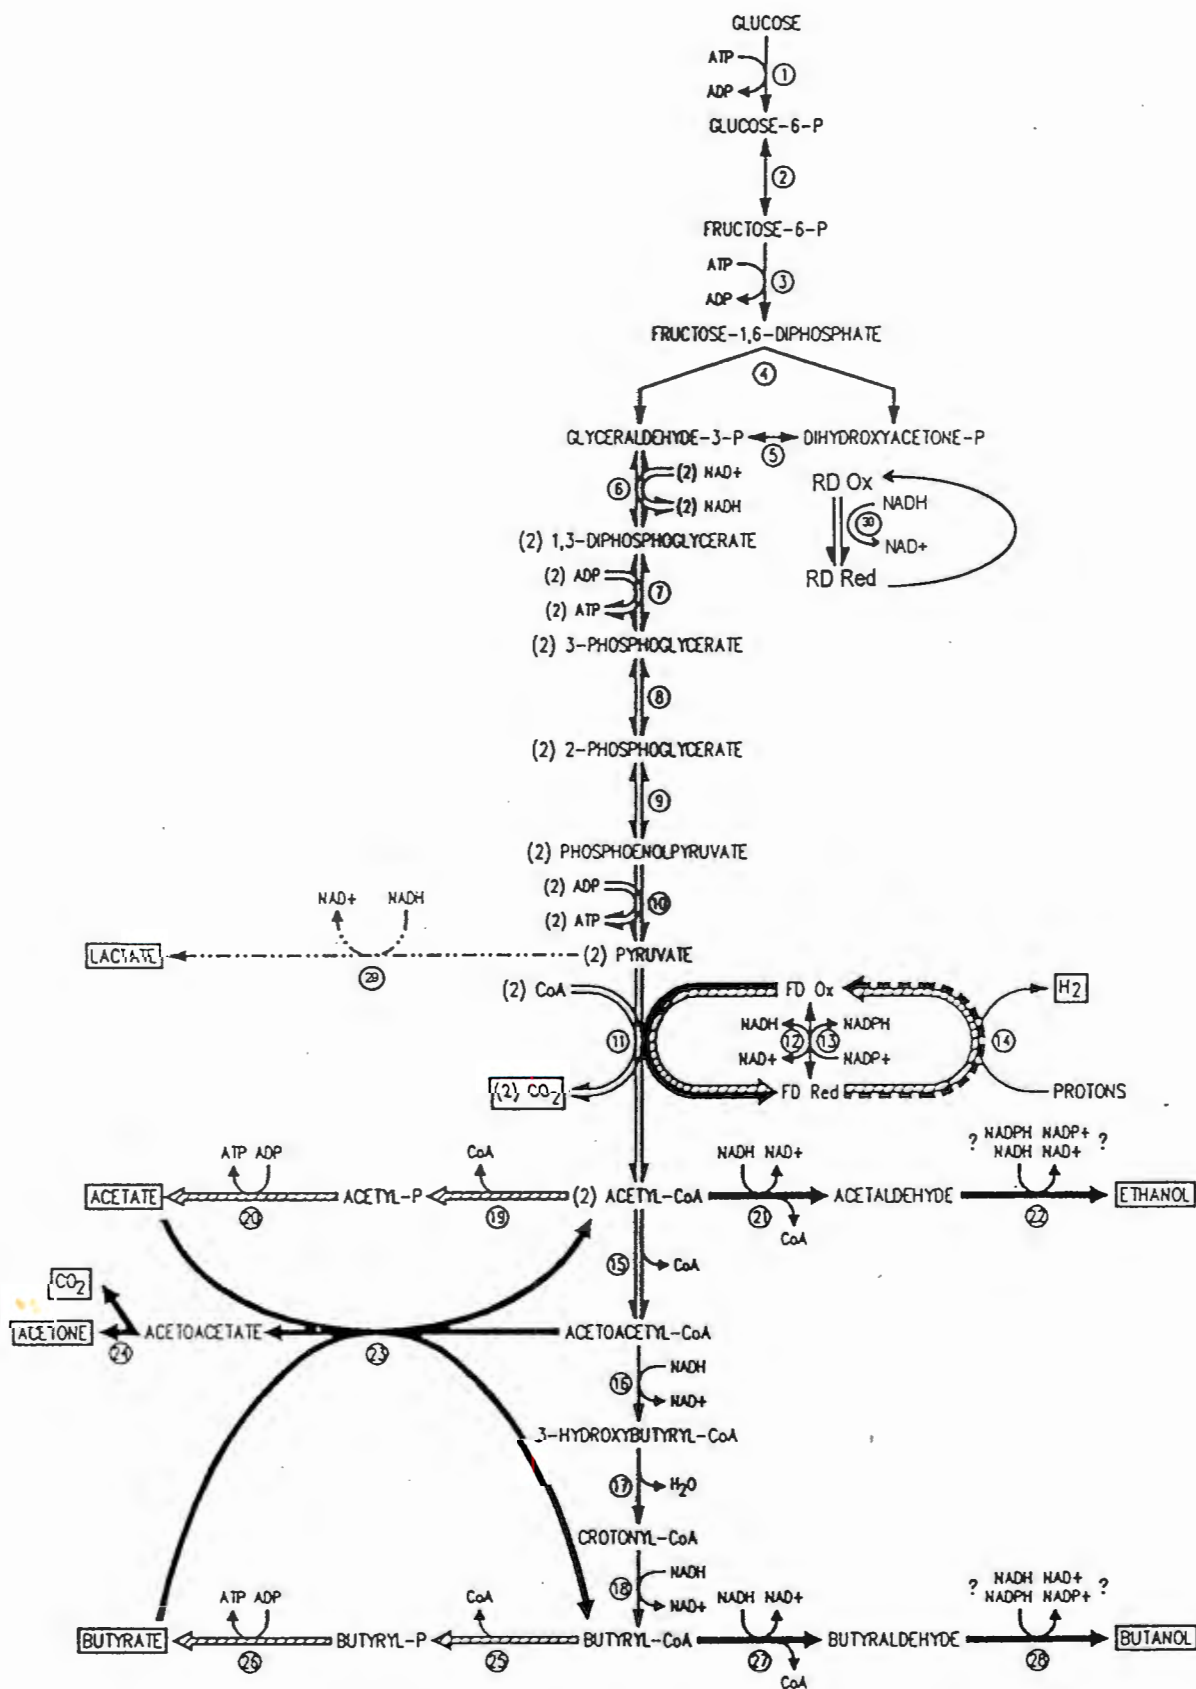 GLUCOSE
ATP
1
ADP
GLUCOSE-6-P
2
FRUCTOSE-6-P
ATP
3
ADP
FRUCTOSE-1,6-DIPHOSPHATE
4
GLYCERALDEHYDE-3-P DIHYDROXYACETONE-P
5
(2) NAD+
6
(2) NADH
RD Ox
NADH
30
NAD+
RD Red
(2) 1,3-DIPHOSPHOGLYCERATE
(2) ADP
7
(2) ATP
(2) 3-PHOSPHOGLYCERATE
8
(2) 2-PHOSPHOGLYCERATE
9
(2) PHOSPHOENOLPYRUVATE
(2) ADP
10
(2) ATP
NAD+ NADH
LACTATE (2) PYRUVATE
29
(2) CoA FD Ox H2
NADH NADPH
11 12 13 14
NAD+ NADP+
(2) CO2 FD Red PROTONS
ATP ADP CoA NADH NAD+ ? NADPH NADP+ ?
NADH NAD+
ACETATE ACETYL-P (2) ACETYL-CoA ACETALDEHYDE ETHANOL
20 19 21 22
CoA
15 CoA
CO2
ACETONE ACETOACETATE ACETOACETYL-CoA
24 23
NADH
16
NAD+
3-HYDROXYBUTYRYL-CoA
17 H2O
CROTONYL-CoA
NADH
18
NAD+
ATP ADP CoA NADH NAD+ ? NADH NAD+ ?
NADPH NADP+
BUTYRATE BUTYRYL-P BUTYRYL-CoA BUTYRALDEHYDE BUTANOL
26 25 27 28
CoA